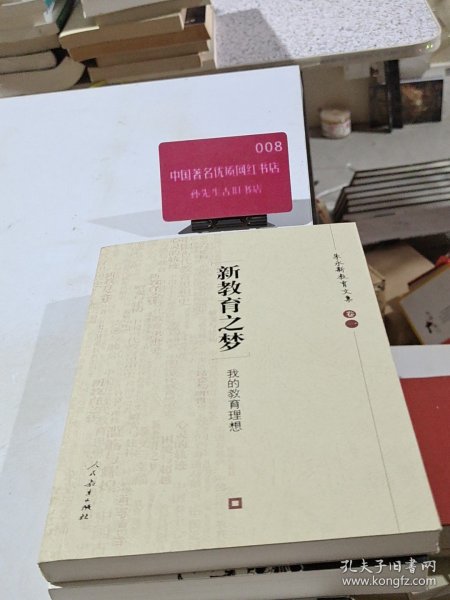 008
中国著名优质网红书店
孙先生古旧书店
朱永新教育文集
卷一
新教育之梦
我的教育理想
人民教育出版社
孔夫子旧书网
www.kongfz.com